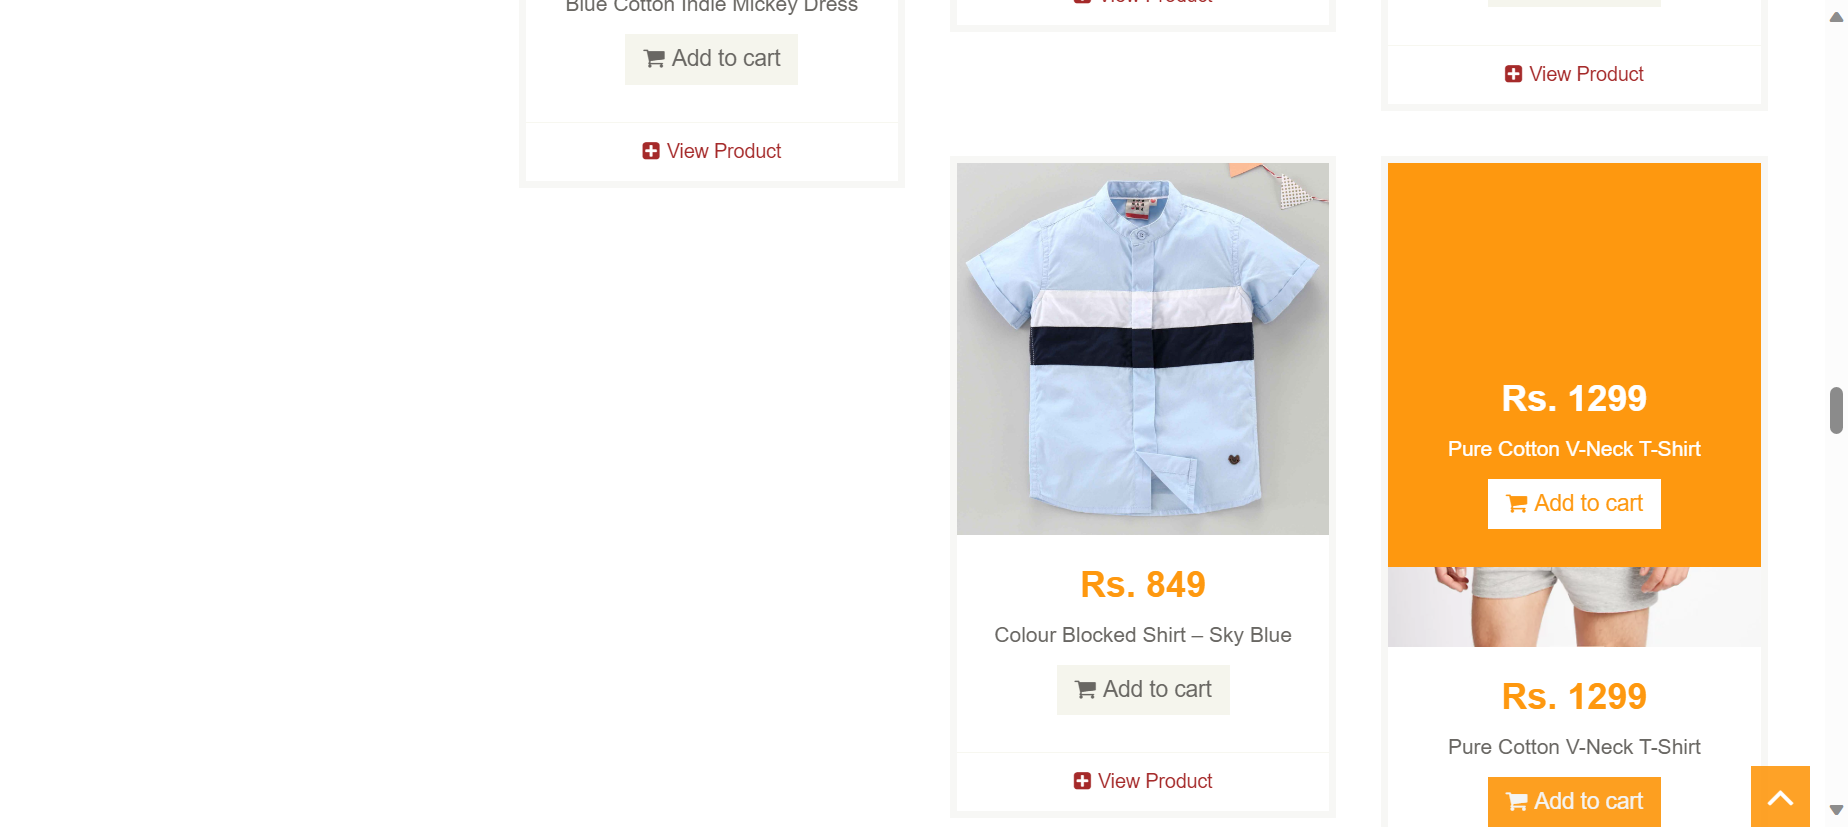 Blue Cotton Indie Mickey Dress
Add to cart
View Product
View Product
View Product
Rs. 849
Colour Blocked Shirt – Sky Blue
Add to cart
View Product
Rs. 1299
Pure Cotton V-Neck T-Shirt
Add to cart
Rs. 1299
Pure Cotton V-Neck T-Shirt
Add to cart